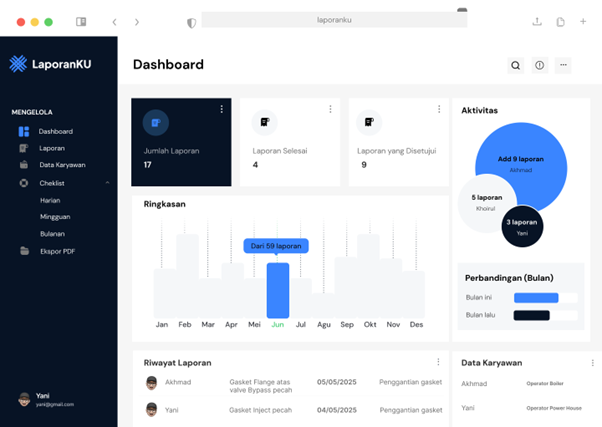 laporanku
LaporanKU
MENGELOLA
Dashboard
Laporan
Data Karyawan
Cheklist
Harian
Mingguan
Bulanan
Ekspor PDF
Yani
yani@gmail.com
Dashboard
Jumlah Laporan
17
Laporan Selesai
4
Laporan yang Disetujui
9
Ringkasan
Dari 59 laporan
Jan Feb Mar Apr Mei Jun Jul Agu Sep Okt Nov Des
Aktivitas
Add 9 laporan
Akhmad
5 laporan
Khoirul
3 laporan
Yani
Perbandingan (Bulan)
Bulan ini
Bulan lalu
Riwayat Laporan
Akhmad Gasket Flange atas valve Bypass pecah 05/05/2025 Penggantian gasket
Yani Gasket Inject pecah 04/05/2025 Penggantian gasket
Data Karyawan
Akhmad Operator Boiler
Yani Operator Power House